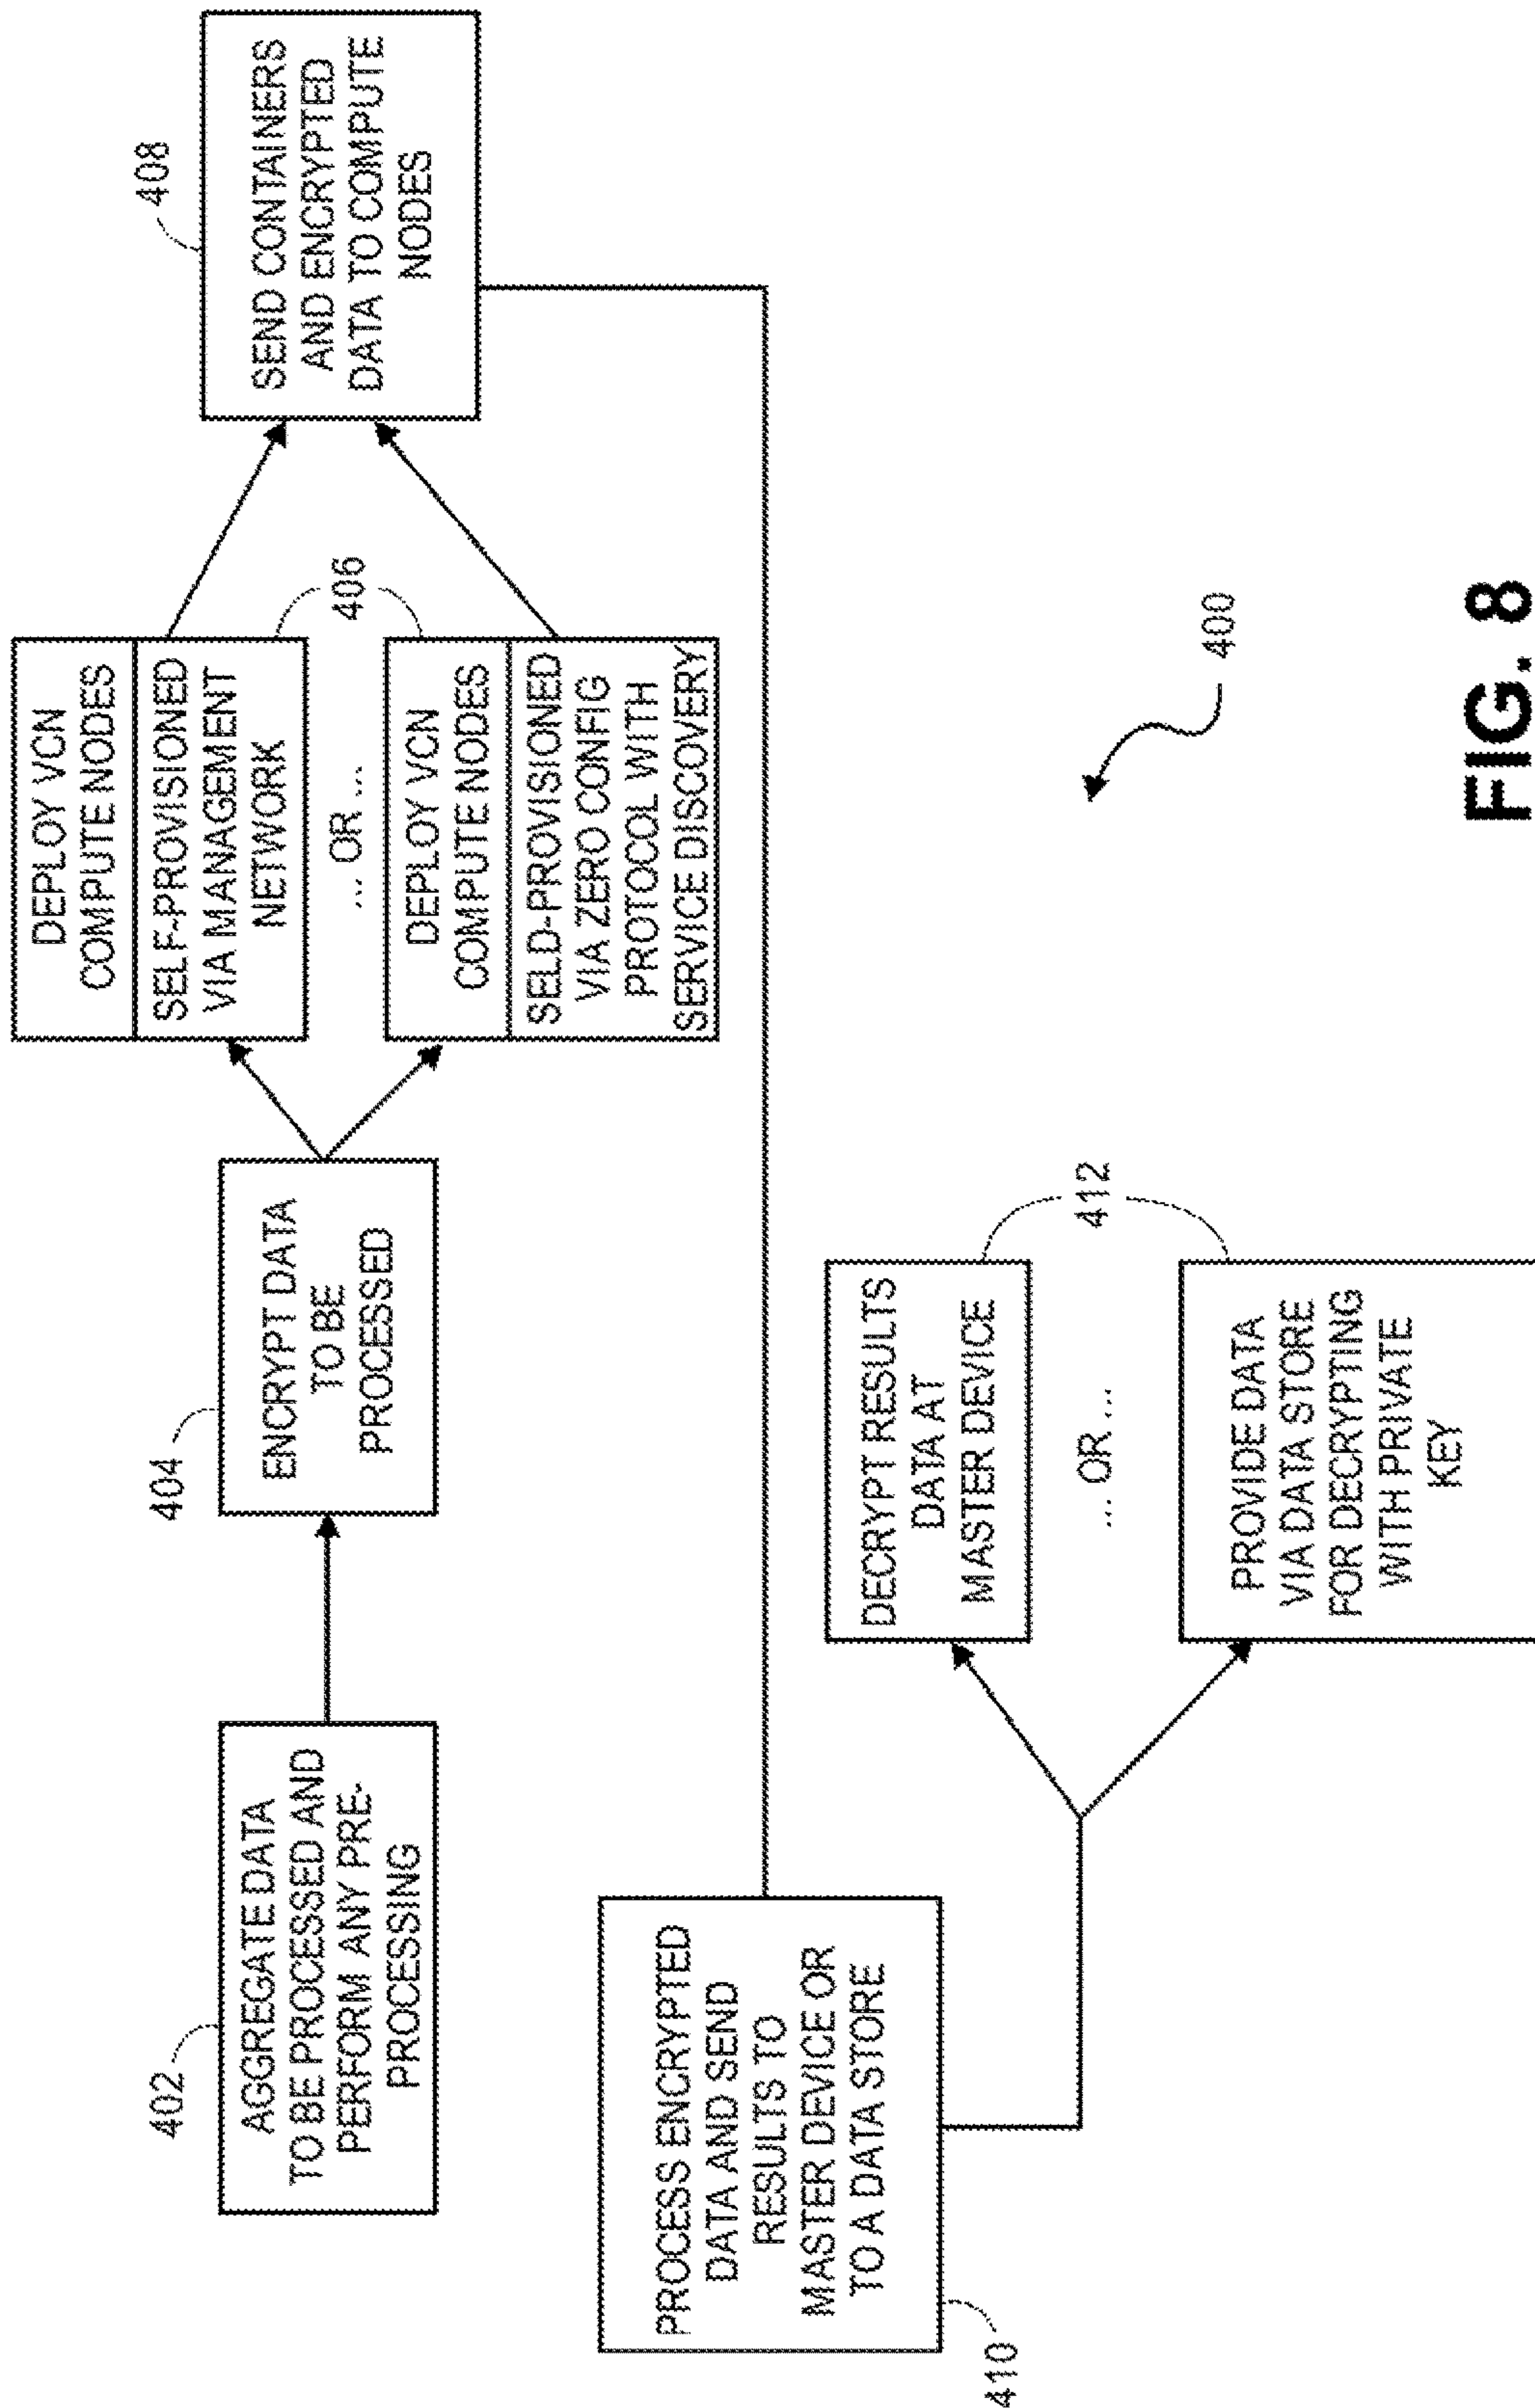 402
AGGREGATE DATA
TO BE PROCESSED AND
PERFORM ANY PRE-
PROCESSING
404
ENCRYPT DATA
TO BE
PROCESSED
DEPLOY VCN
COMPUTE NODES
SELF-PROVISIONED
VIA MANAGEMENT
NETWORK
... OR ...
406
DEPLOY VCN
COMPUTE NODES
SELD-PROVISIONED
VIA ZERO CONFIG
PROTOCOL WITH
SERVICE DISCOVERY
408
SEND CONTAINERS
AND ENCRYPTED
DATA TO COMPUTE
NODES
410
PROCESS ENCRYPTED
DATA AND SEND
RESULTS TO
MASTER DEVICE OR
TO A DATA STORE
DECRYPT RESULTS
DATA AT
MASTER DEVICE
412
... OR ...
PROVIDE DATA
VIA DATA STORE
FOR DECRYPTING
WITH PRIVATE
KEY
400
FIG. 8